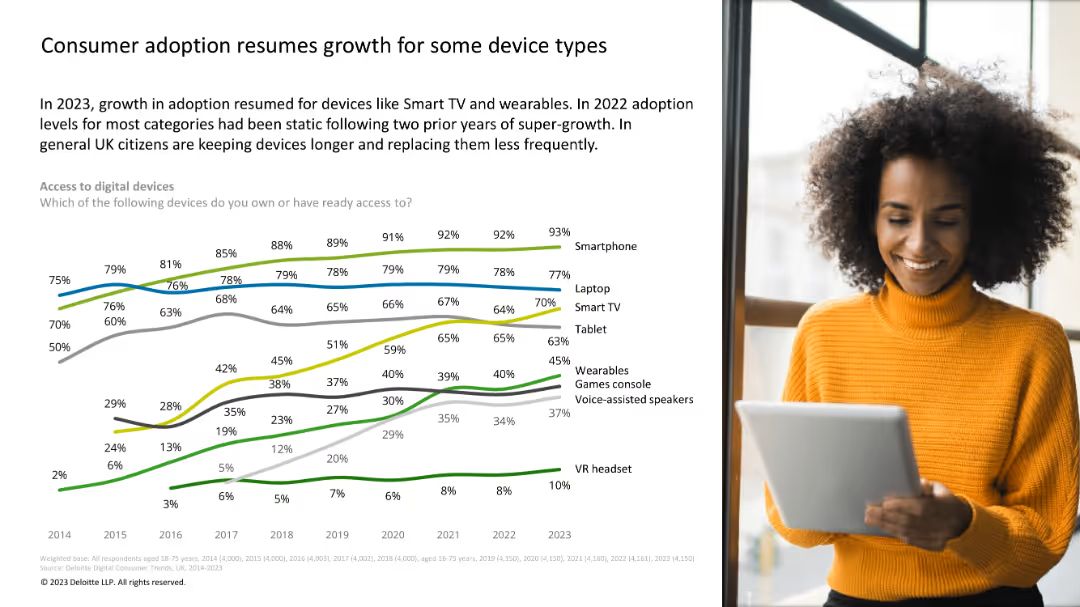 Consumer adoption resumes growth for some device types
In 2023, growth in adoption resumed for devices like Smart TV and wearables. In 2022 adoption
levels for most categories had been static following two prior years of super-growth. In
general UK citizens are keeping devices longer and replacing them less frequently.
Access to digital devices
Which of the following devices do you own or have ready access to?
75% 79% 81% 85% 88% 89% 91% 92% 92% 93% Smartphone
76% 78% 79% 78% 79% 79% 78% 77% Laptop
70% 76% 68% 64% 65% 66% 67% 64% 70% Smart TV
60% 63% Tablet
50% 65% 65% 63%
42% 45% 51% 59% 45% Wearables
38% 37% 40% 39% 40% Games console
29% 28% 35% 30% Voice-assisted speakers
24% 19% 23% 27% 35% 34% 37%
6% 13% 12% 20% 29%
2% 5% VR headset
3% 6% 5% 7% 6% 8% 8% 10%
2014 2015 2016 2017 2018 2019 2020 2021 2022 2023
Weighted base: All respondents aged 18-75 years, 2014 (4,000), 2015 (4,000), 2016 (4,003), 2017 (4,002), 2018 (4,000), aged 16-75 years, 2019 (4,150), 2020 (4,150), 2021 (4,160), 2022 (4,161), 2023 (4,150)
Source: Deloitte Digital Consumer Trends, UK, 2014-2023
© 2023 Deloitte LLP. All rights reserved.